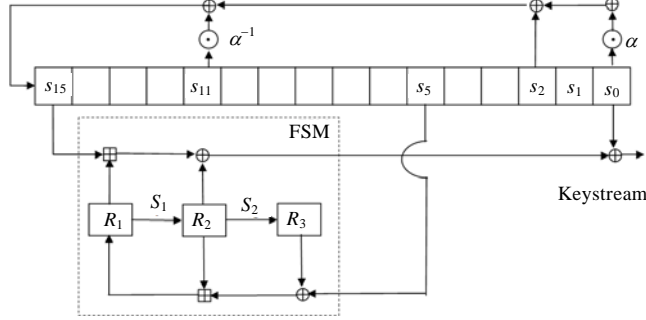 α⁻¹
α
s₁₅ s₁₁ s₅ s₂ s₁ s₀
FSM
Keystream
S₁ S₂
R₁ R₂ R₃